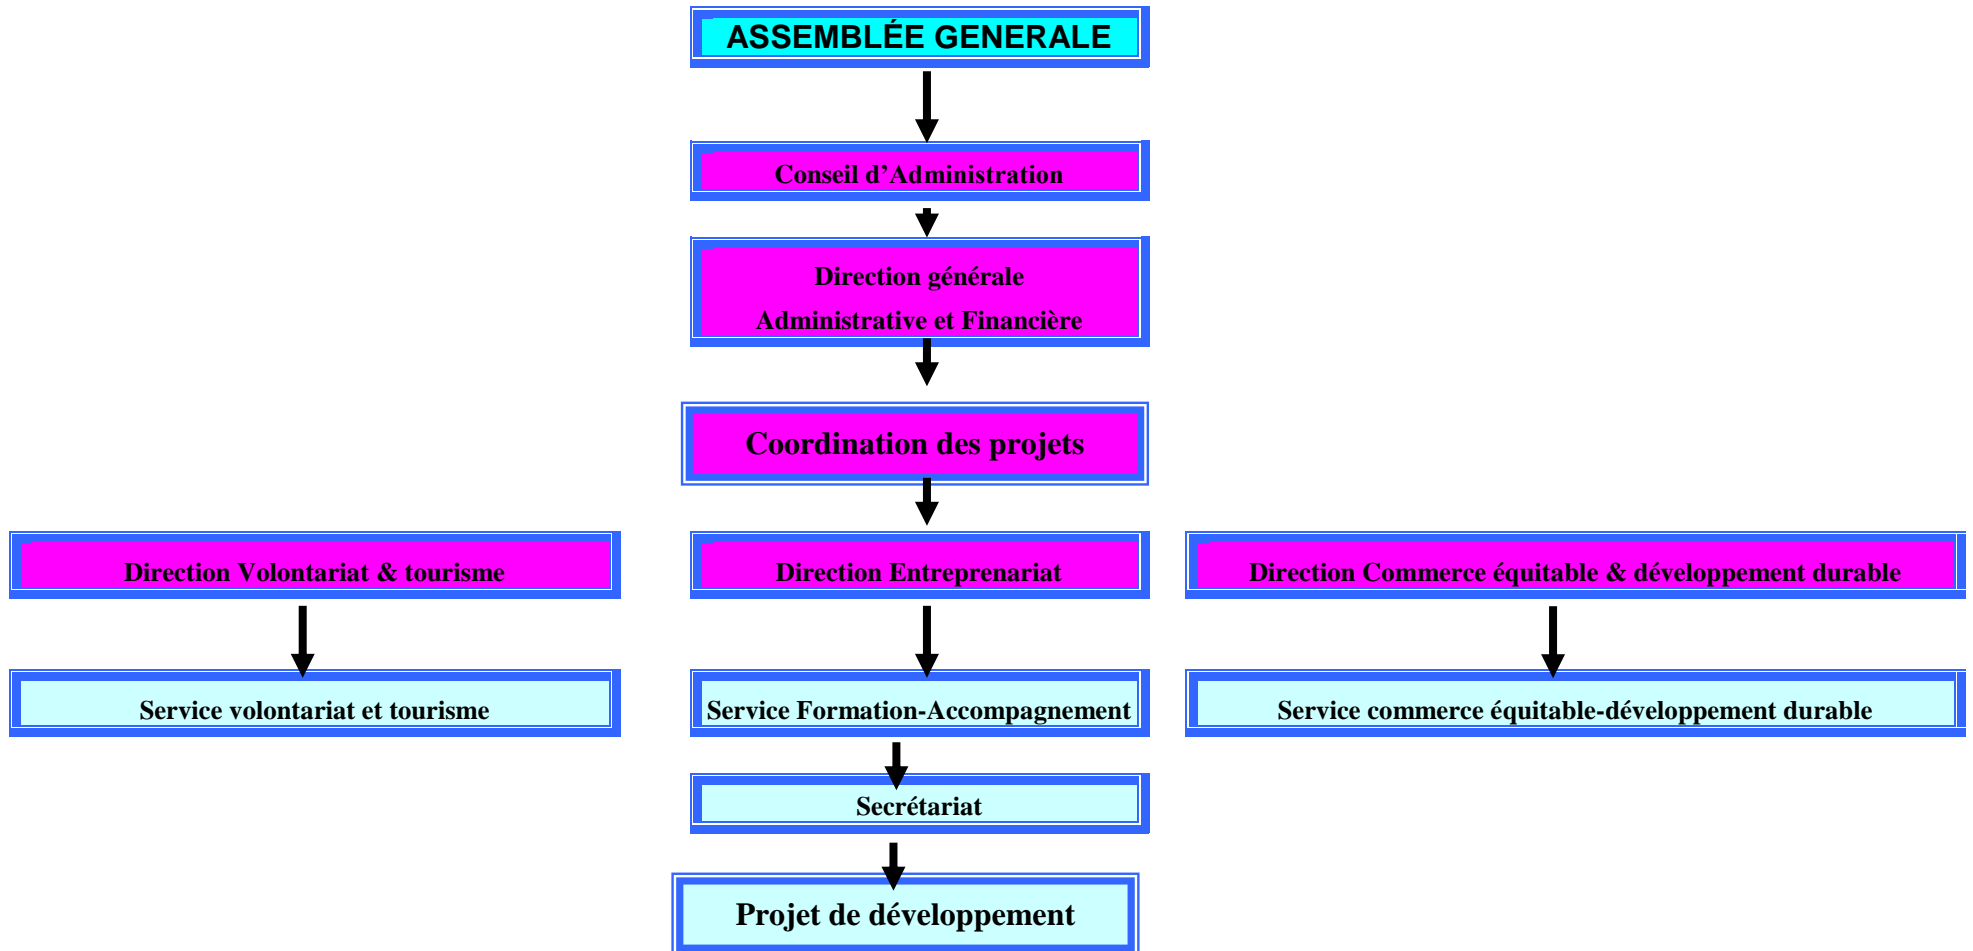 ASSEMBLÉE GENERALE
Conseil d’Administration
Direction générale
Administrative et Financière
Coordination des projets
Direction Volontariat & tourisme
Direction Entreprenariat
Direction Commerce équitable & développement durable
Service volontariat et tourisme
Service Formation-Accompagnement
Service commerce équitable-développement durable
Secrétariat
Projet de développement